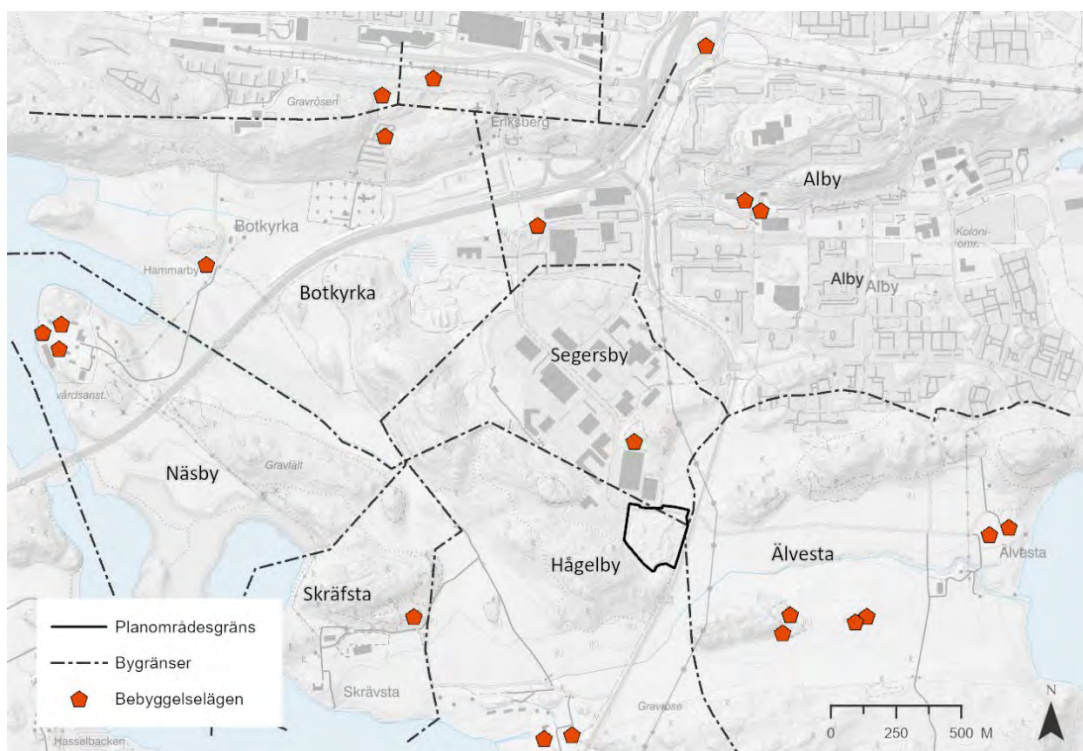 Gravrösen
Eriksberg
Alby
Botkyrka
Koloni-
omr.
Hammarby
Botkyrka
Alby Alby
Segersby
vårdsanst.
Gravfält
Näsby
Hågelby
Älvesta
Älvesta
Skräfsta
Planområdesgräns
Bygränser
Bebyggelselägen
Skrävsta
Gravröse
Hasselbacken
N
0 250 500 M